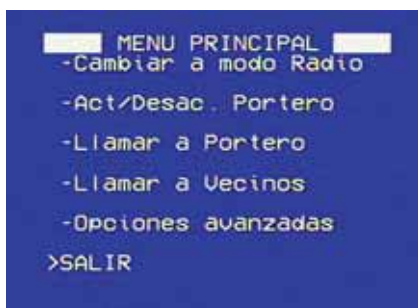 MENU PRINCIPAL
-Cambiar a modo Radio
-Act/Desac. Portero
-Llamar a Portero
-Llamar a Vecinos
-Opciones avanzadas
>SALIR